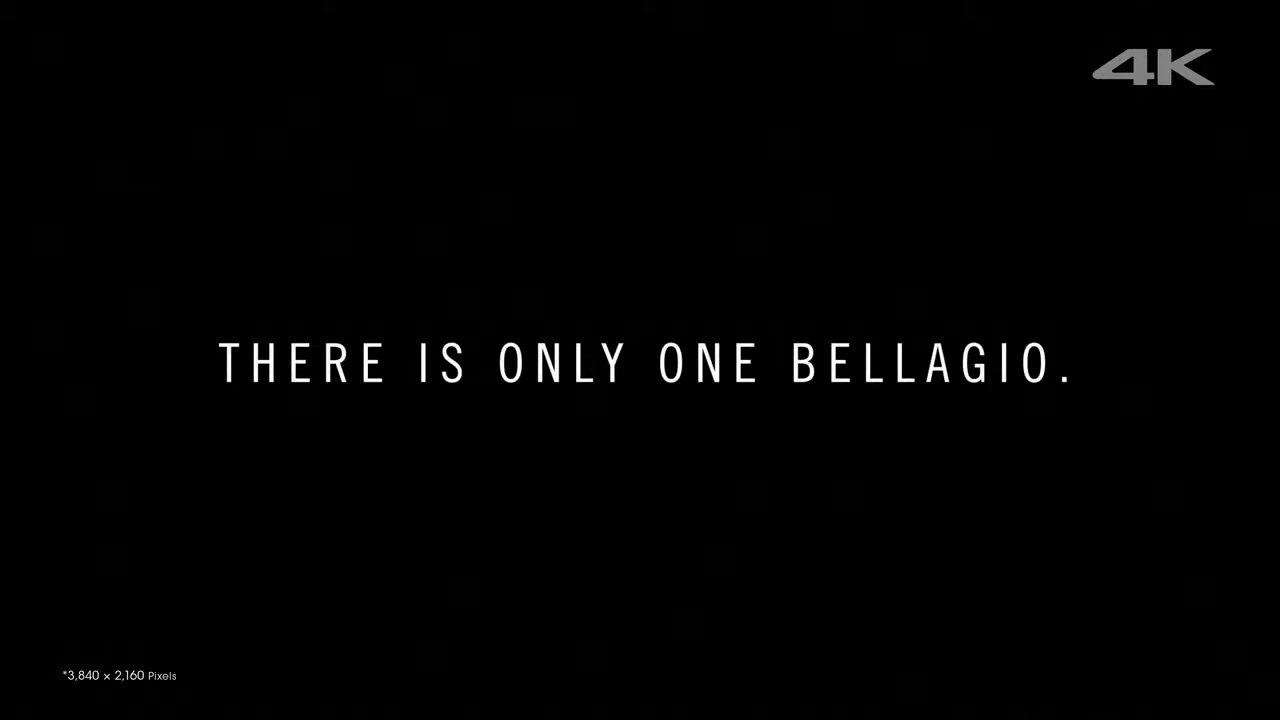 4K
THERE IS ONLY ONE BELLAGIO.
*3,840 × 2,160 Pixels